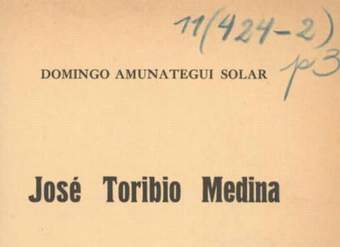 11(424-2)
p3
DOMINGO AMUNATEGUI SOLAR
José Toribio Medina